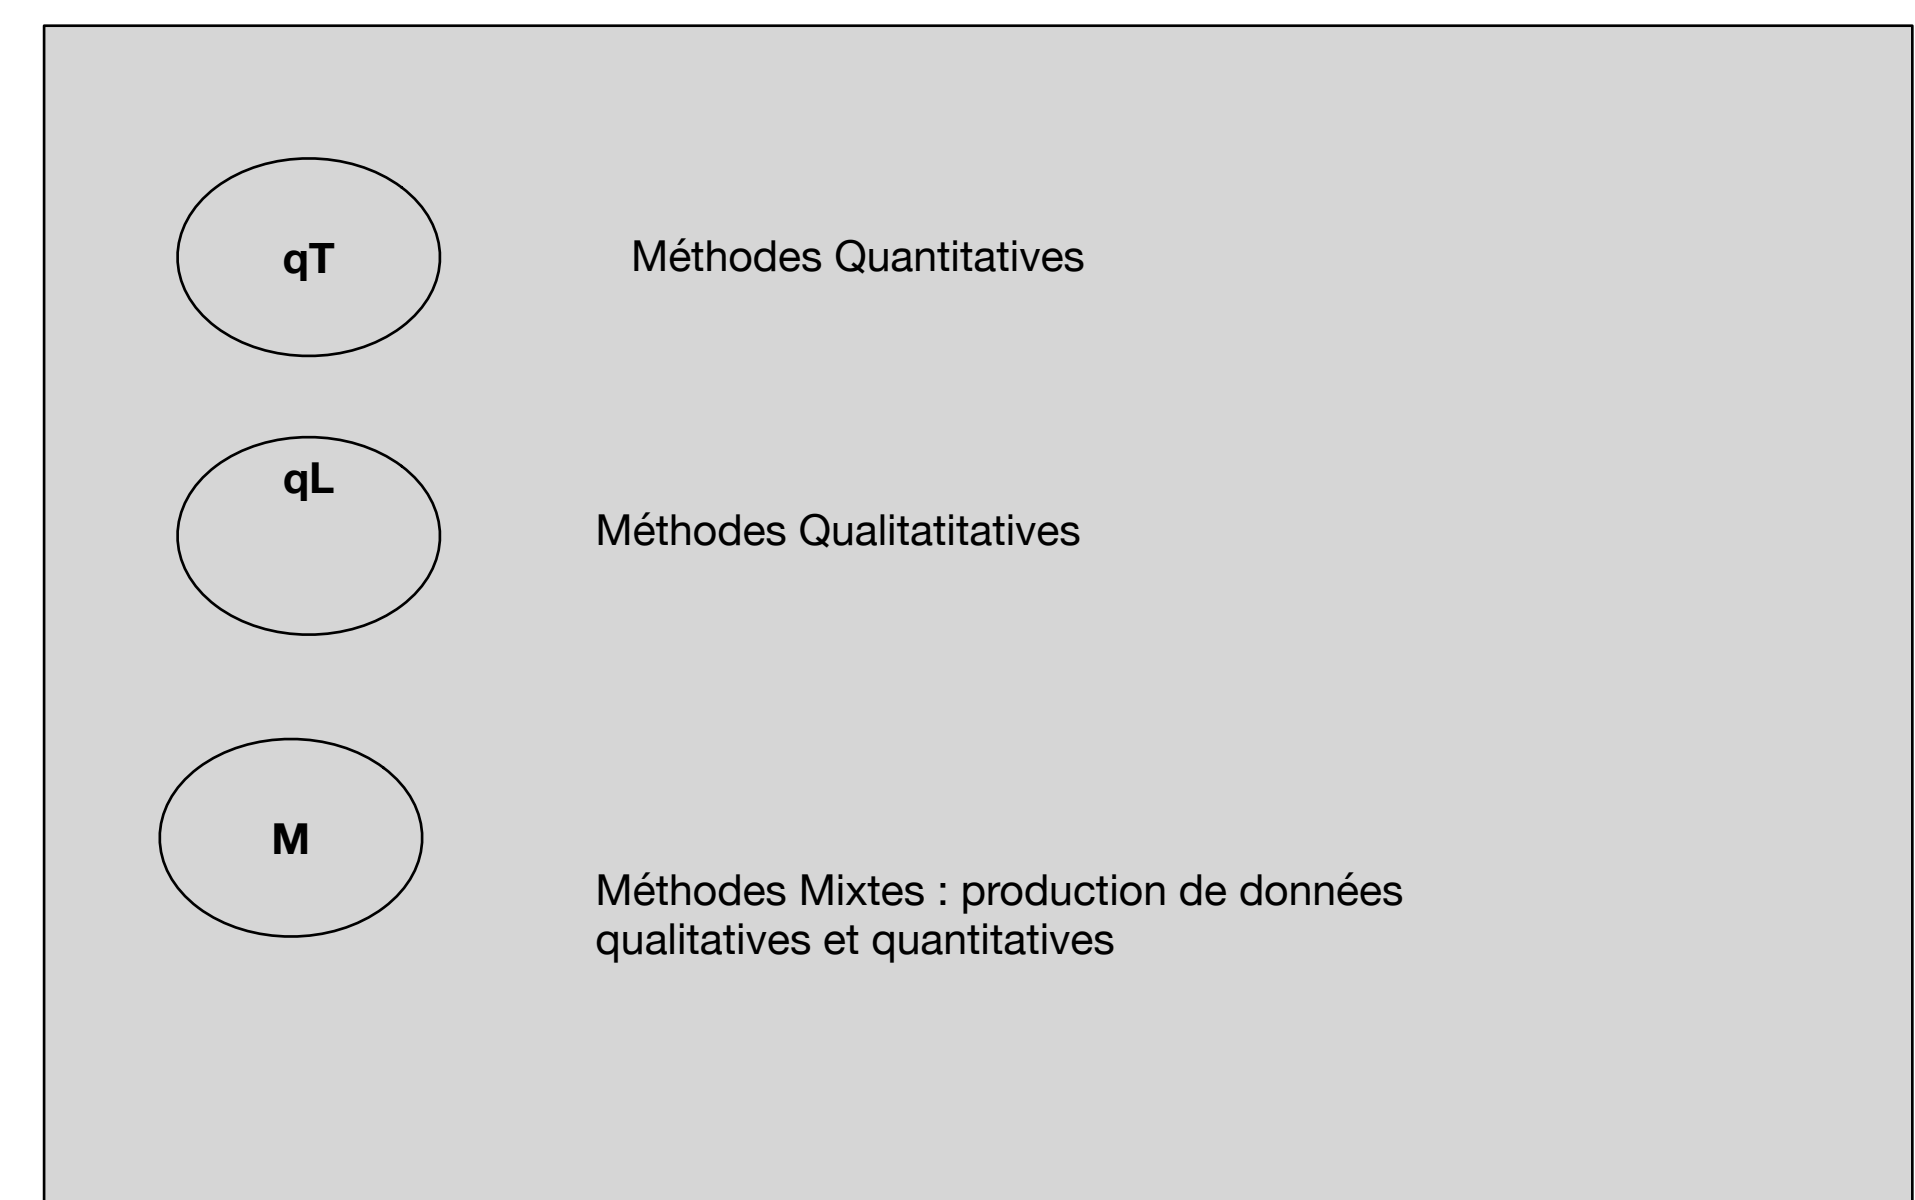 qT
Méthodes Quantitatives
qL
Méthodes Qualitatitatives
M
Méthodes Mixtes : production de données
qualitatives et quantitatives